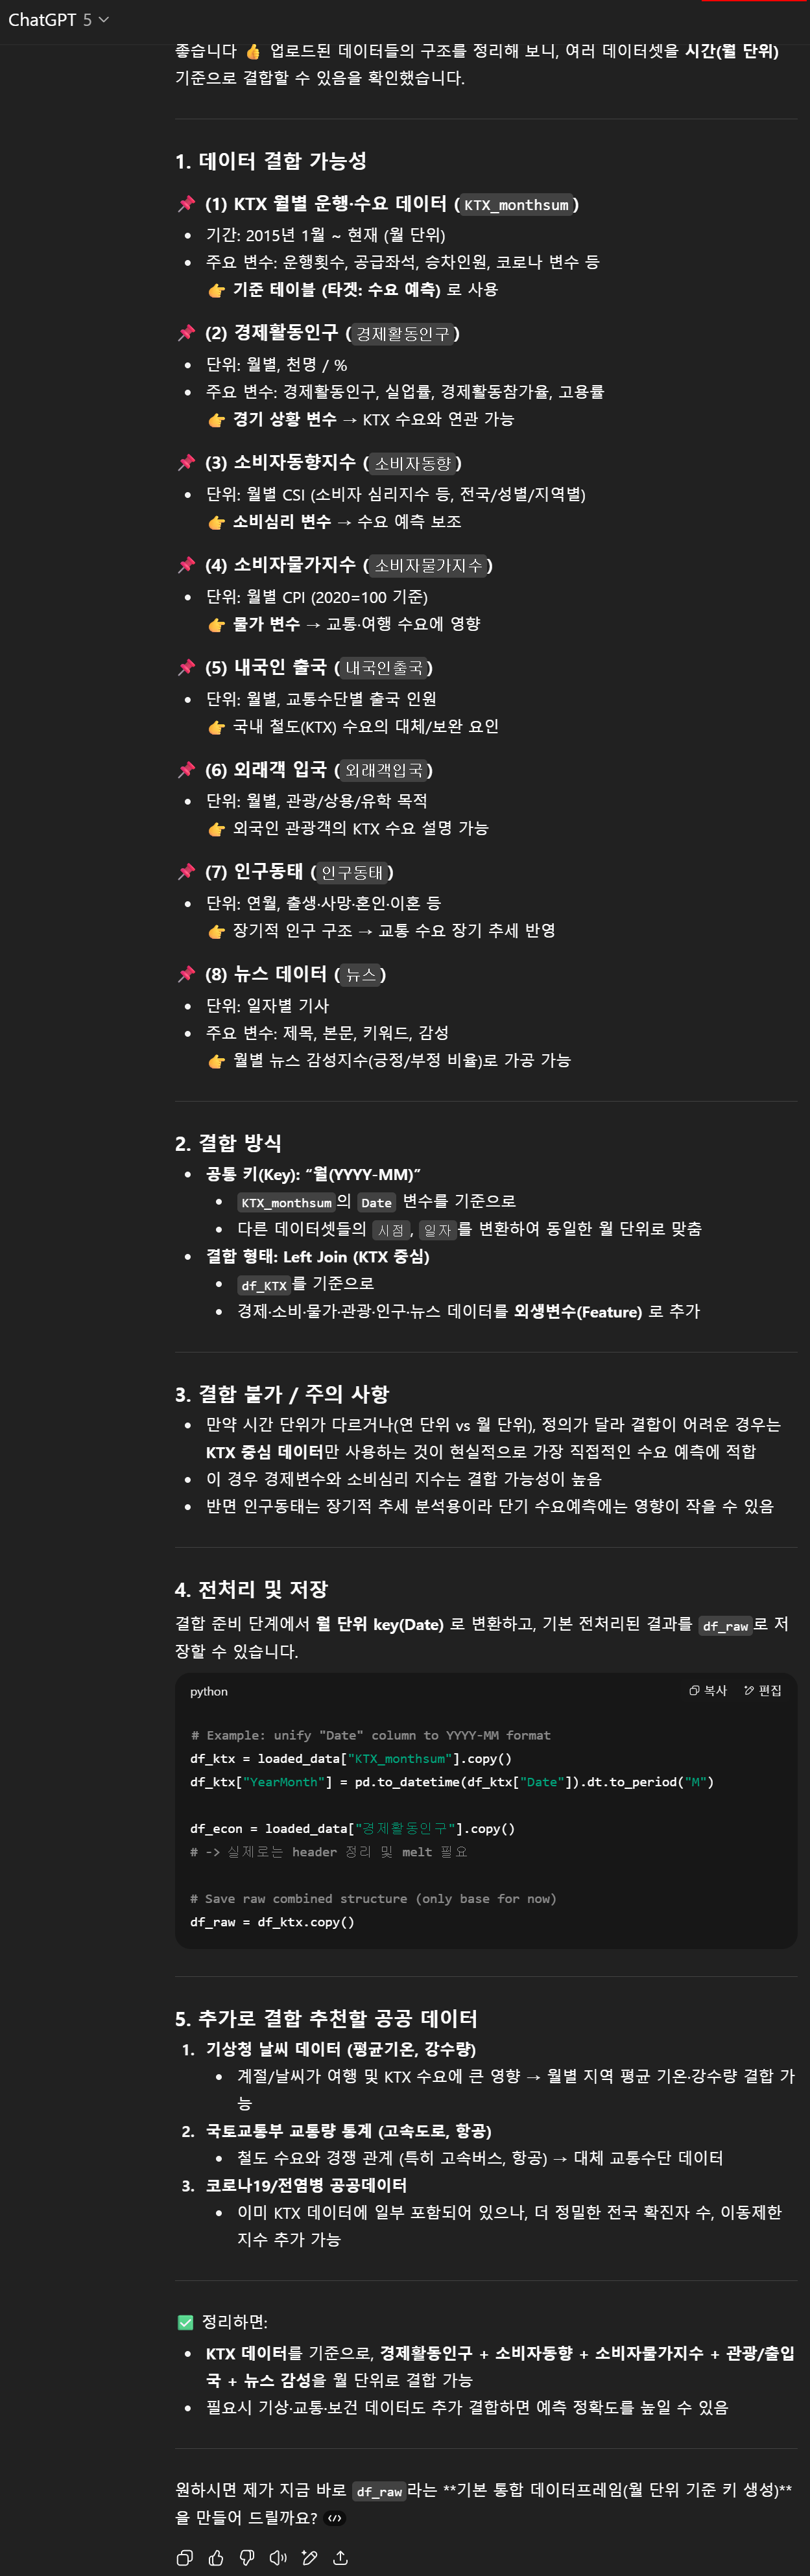 ChatGPT 5
좋습니다 👍 업로드된 데이터들의 구조를 정리해 보니, 여러 데이터셋을 시간(월 단위)
기준으로 결합할 수 있음을 확인했습니다.
1. 데이터 결합 가능성
📌 (1) KTX 월별 운행·수요 데이터 (KTX_monthsum)
• 기간: 2015년 1월 ~ 현재 (월 단위)
• 주요 변수: 운행횟수, 공급좌석, 승차인원, 코로나 변수 등
👉 기준 테이블 (타겟: 수요 예측) 로 사용
📌 (2) 경제활동인구 (경제활동인구)
• 단위: 월별, 천명 / %
• 주요 변수: 경제활동인구, 실업률, 경제활동참가율, 고용률
👉 경기 상황 변수 → KTX 수요와 연관 가능
📌 (3) 소비자동향지수 (소비자동향)
• 단위: 월별 CSI (소비자 심리지수 등, 전국/성별/지역별)
👉 소비심리 변수 → 수요 예측 보조
📌 (4) 소비자물가지수 (소비자물가지수)
• 단위: 월별 CPI (2020=100 기준)
👉 물가 변수 → 교통·여행 수요에 영향
📌 (5) 내국인 출국 (내국인출국)
• 단위: 월별, 교통수단별 출국 인원
👉 국내 철도(KTX) 수요의 대체/보완 요인
📌 (6) 외래객 입국 (외래객입국)
• 단위: 월별, 관광/상용/유학 목적
👉 외국인 관광객의 KTX 수요 설명 가능
📌 (7) 인구동태 (인구동태)
• 단위: 연월, 출생·사망·혼인·이혼 등
👉 장기적 인구 구조 → 교통 수요 장기 추세 반영
📌 (8) 뉴스 데이터 (뉴스)
• 단위: 일자별 기사
• 주요 변수: 제목, 본문, 키워드, 감성
👉 월별 뉴스 감성지수(긍정/부정 비율)로 가공 가능
2. 결합 방식
• 공통 키(Key): “월(YYYY-MM)”
• KTX_monthsum의 Date 변수를 기준으로
• 다른 데이터셋들의 시점, 일자를 변환하여 동일한 월 단위로 맞춤
• 결합 형태: Left Join (KTX 중심)
• df_KTX를 기준으로
• 경제·소비·물가·관광·인구·뉴스 데이터를 외생변수(Feature) 로 추가
3. 결합 불가 / 주의 사항
• 만약 시간 단위가 다르거나(연 단위 vs 월 단위), 정의가 달라 결합이 어려운 경우는
KTX 중심 데이터만 사용하는 것이 현실적으로 가장 직접적인 수요 예측에 적합
• 이 경우 경제변수와 소비심리 지수는 결합 가능성이 높음
• 반면 인구동태는 장기적 추세 분석용이라 단기 수요예측에는 영향이 작을 수 있음
4. 전처리 및 저장
결합 준비 단계에서 월 단위 key(Date) 로 변환하고, 기본 전처리된 결과를 df_raw로 저
장할 수 있습니다.
python 복사 편집
# Example: unify "Date" column to YYYY-MM format
df_ktx = loaded_data["KTX_monthsum"].copy()
df_ktx["YearMonth"] = pd.to_datetime(df_ktx["Date"]).dt.to_period("M")
df_econ = loaded_data["경제활동인구"].copy()
# -> 실제로는 header 정리 및 melt 필요
# Save raw combined structure (only base for now)
df_raw = df_ktx.copy()
5. 추가로 결합 추천할 공공 데이터
1. 기상청 날씨 데이터 (평균기온, 강수량)
• 계절/날씨가 여행 및 KTX 수요에 큰 영향 → 월별 지역 평균 기온·강수량 결합 가
능
2. 국토교통부 교통량 통계 (고속도로, 항공)
• 철도 수요와 경쟁 관계 (특히 고속버스, 항공) → 대체 교통수단 데이터
3. 코로나19/전염병 공공데이터
• 이미 KTX 데이터에 일부 포함되어 있으나, 더 정밀한 전국 확진자 수, 이동제한
지수 추가 가능
✅ 정리하면:
• KTX 데이터를 기준으로, 경제활동인구 + 소비자동향 + 소비자물가지수 + 관광/출입
국 + 뉴스 감성을 월 단위로 결합 가능
• 필요시 기상·교통·보건 데이터도 추가 결합하면 예측 정확도를 높일 수 있음
원하시면 제가 지금 바로 df_raw라는 **기본 통합 데이터프레임(월 단위 기준 키 생성)**
을 만들어 드릴까요?